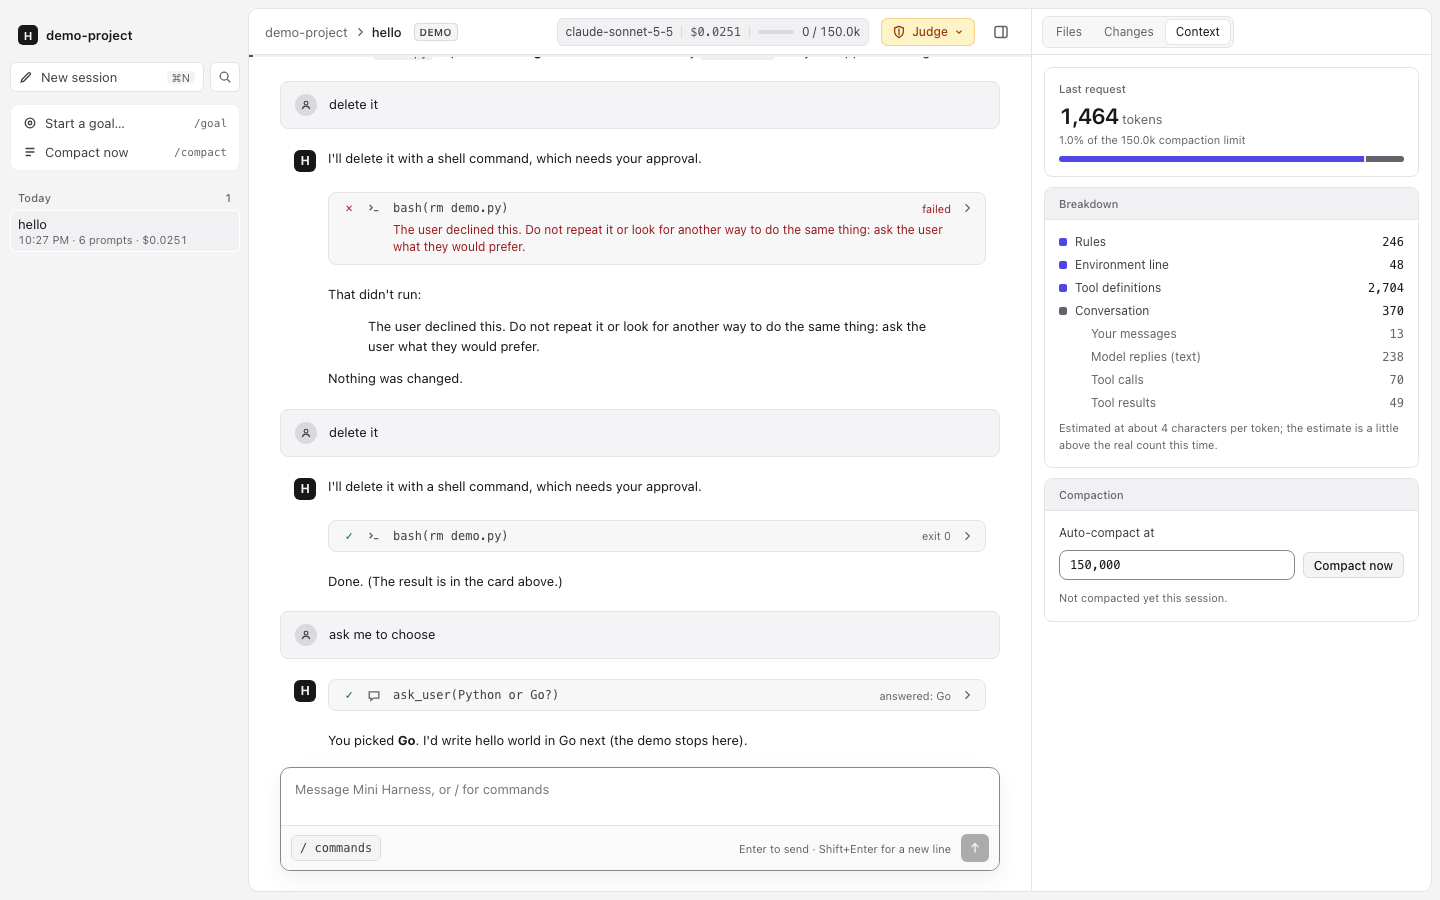 H demo-project
New session ⌘N
Start a goal... /goal
Compact now /compact
Today 1
hello
10:27 PM · 6 prompts · $0.0251
demo-project > hello DEMO
claude-sonnet-5-5 $0.0251 0 / 150.0k
Judge
delete it
H I'll delete it with a shell command, which needs your approval.
bash(rm demo.py) failed
The user declined this. Do not repeat it or look for another way to do the same thing: ask the user
what they would prefer.
That didn't run:
The user declined this. Do not repeat it or look for another way to do the same thing: ask the
user what they would prefer.
Nothing was changed.
delete it
H I'll delete it with a shell command, which needs your approval.
bash(rm demo.py) exit 0
Done. (The result is in the card above.)
ask me to choose
H ask_user(Python or Go?) answered: Go
You picked Go. I'd write hello world in Go next (the demo stops here).
Message Mini Harness, or / for commands
/ commands
Enter to send · Shift+Enter for a new line
Files Changes Context
Last request
1,464 tokens
1.0% of the 150.0k compaction limit
Breakdown
Rules 246
Environment line 48
Tool definitions 2,704
Conversation 370
Your messages 13
Model replies (text) 238
Tool calls 70
Tool results 49
Estimated at about 4 characters per token; the estimate is a little
above the real count this time.
Compaction
Auto-compact at
150,000 Compact now
Not compacted yet this session.